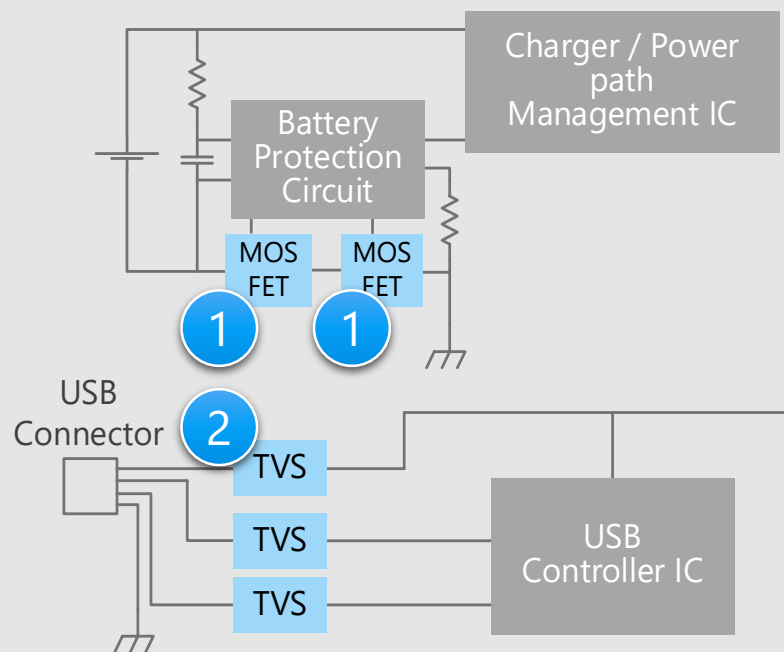 Charger / Power
path
Management IC
Battery
Protection
Circuit
MOS
FET
MOS
FET
1
1
USB
Connector
2
TVS
TVS
TVS
USB
Controller IC